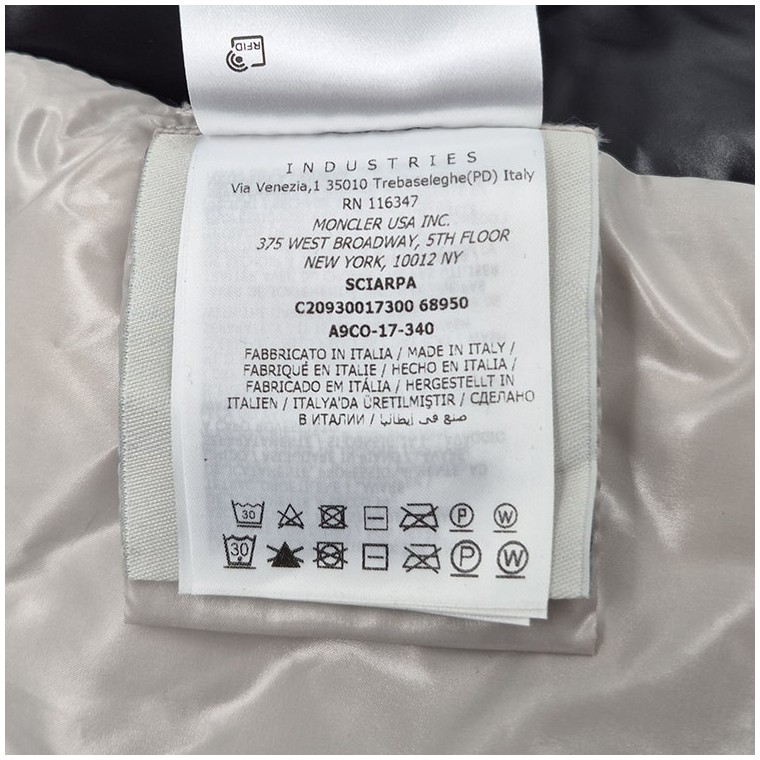 RFID
INDUSTRIES
Via Venezia,1 35010 Trebaseleghe(PD) Italy
RN 116347
MONCLER USA INC.
375 WEST BROADWAY, 5TH FLOOR
NEW YORK, 10012 NY
SCIARPA
C20930017300 68950
A9CO-17-340
FABBRICATO IN ITALIA / MADE IN ITALY /
FABRIQUÉ EN ITALIE / HECHO EN ITALIA /
FABRICADO EM ITÁLIA / HERGESTELLT IN
ITALIEN / ITALYA'DA ÜRETILMIŞTIR / СДЕЛАНО
В ИТАЛИИ / صنع في إيطانيا
30 P W
30 P W